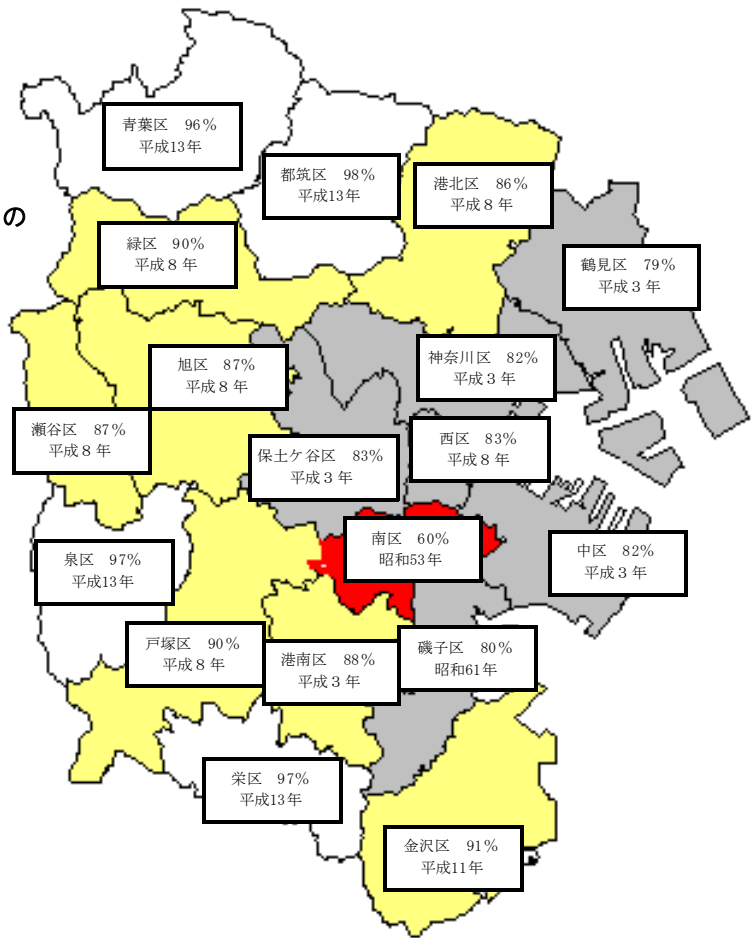 青葉区　96%
平成13年
都筑区　98%
平成13年
港北区　86%
平成８年
の
緑区　90%
平成８年
鶴見区　79%
平成３年
神奈川区　82%
平成３年
旭区　87%
平成８年
瀬谷区　87%
平成８年
西区　83%
平成８年
保土ケ谷区　83%
平成３年
南区　60%
昭和53年
中区　82%
平成３年
泉区　97%
平成13年
戸塚区　90%
平成８年
港南区　88%
平成３年
磯子区　80%
昭和61年
栄区　97%
平成13年
金沢区　91%
平成11年